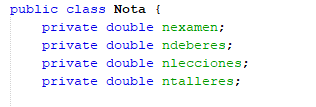 public class Nota {
private double nexamen;
private double ndeberes;
private double nlecciones;
private double ntalleres;